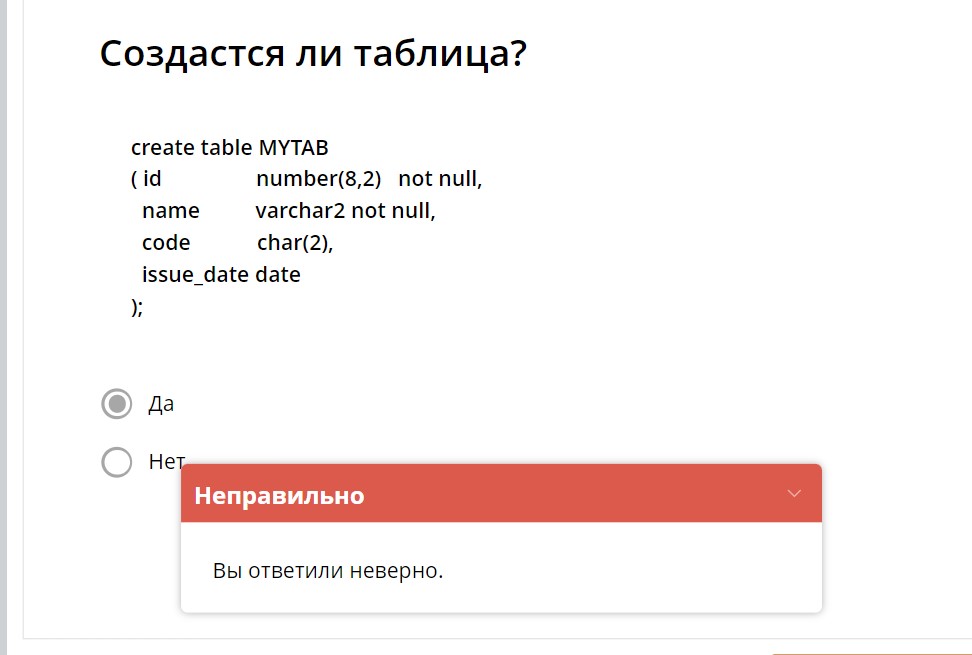 Создастся ли таблица?
create table MYTAB
( id number(8,2) not null,
name varchar2 not null,
code char(2),
issue_date date
);
Да
Нет
Неправильно
Вы ответили неверно.